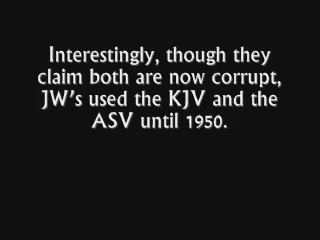 Interestingly, though they
claim both are now corrupt,
JW's used the KJV and the
ASV until 1950.